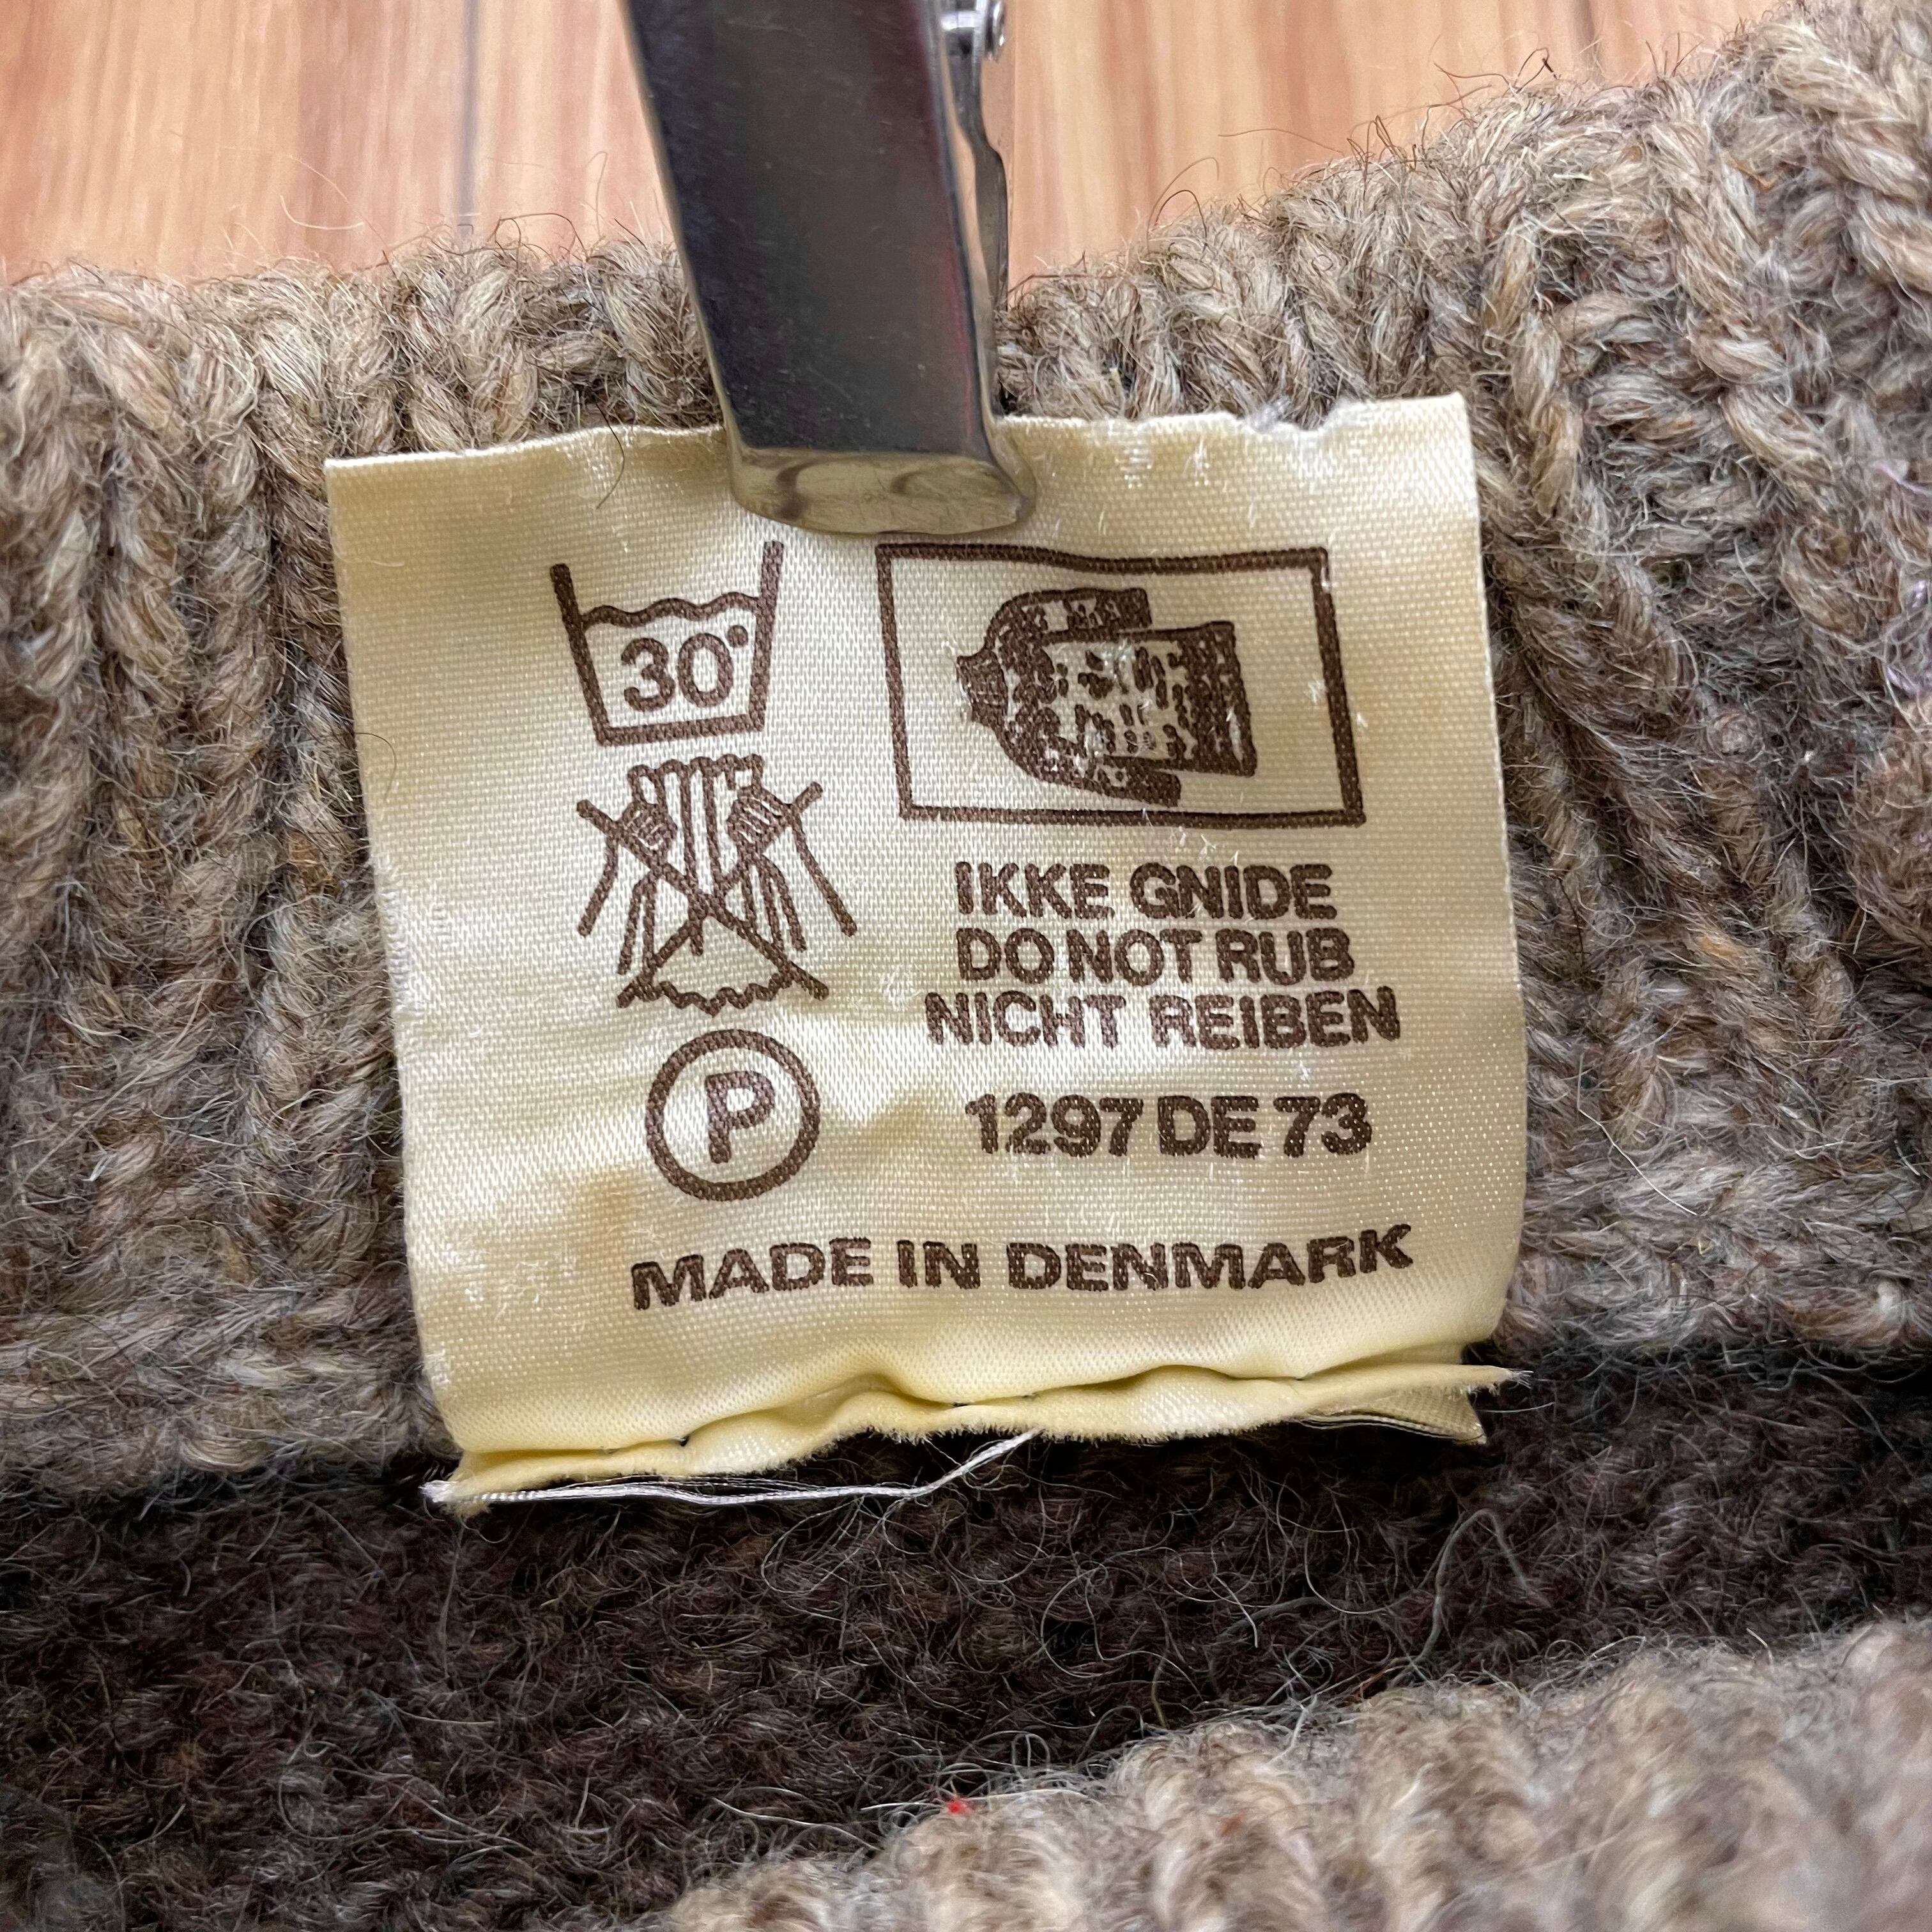 30°
IKKE GNIDE
DO NOT RUB
NICHT REIBEN
P
1297 DE 73
MADE IN DENMARK